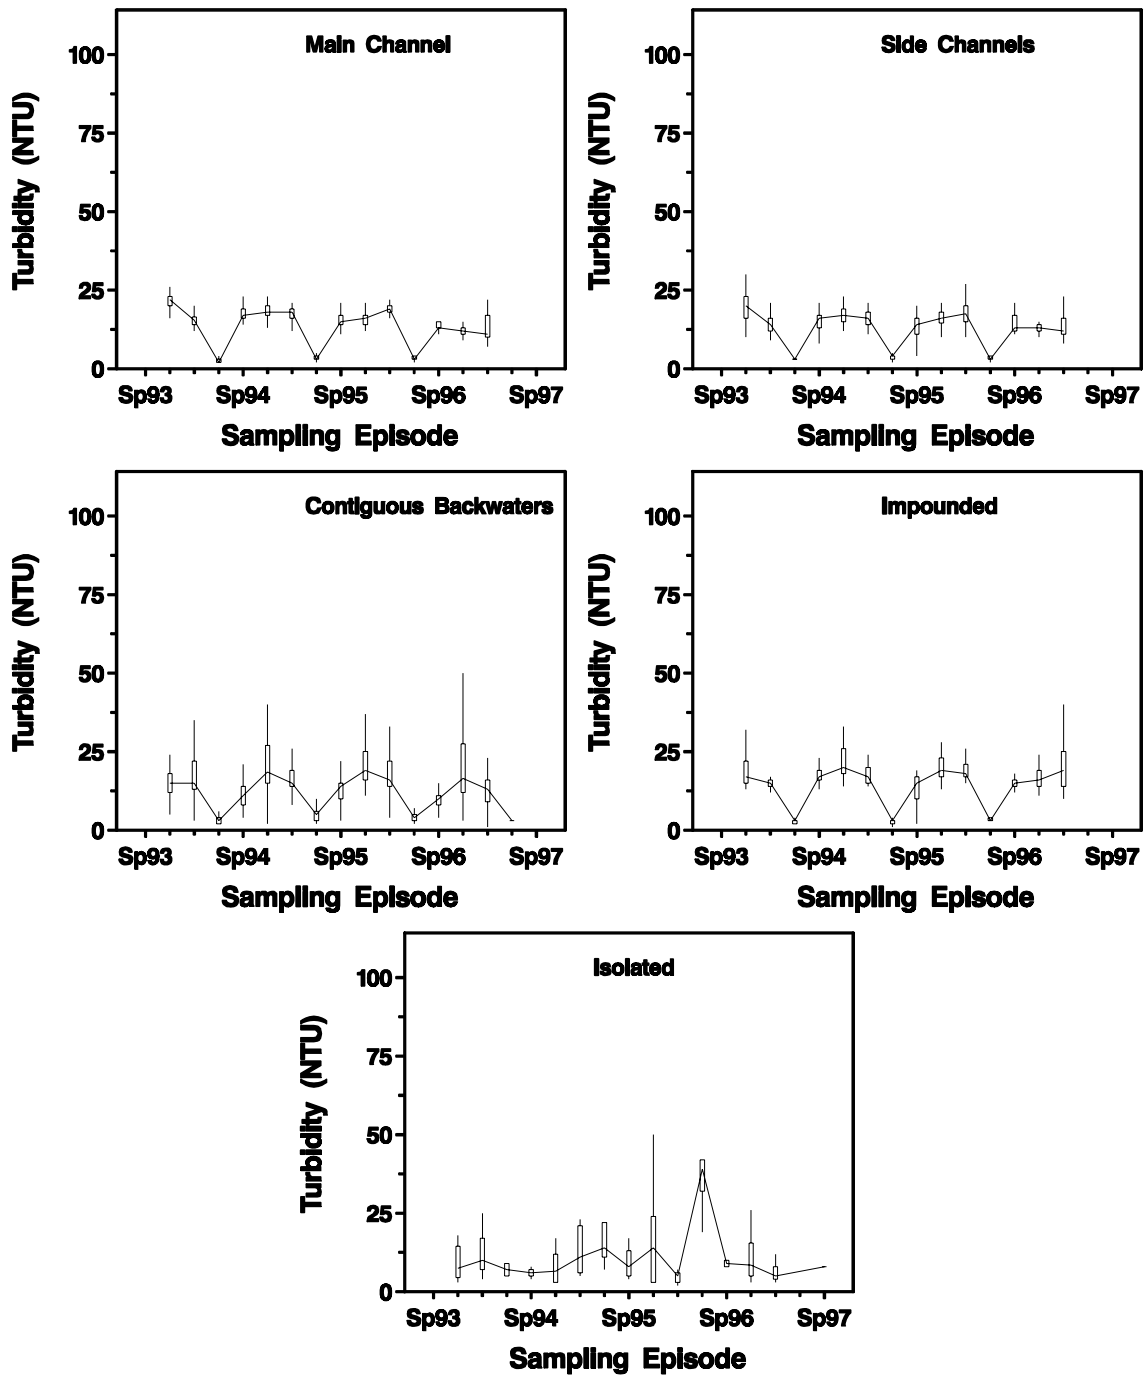 Main Channel
100
75
50
25
0
Turbidity (NTU)
Sp93 Sp94 Sp95 Sp96 Sp97
Sampling Episode
Side Channels
100
75
50
25
0
Turbidity (NTU)
Sp93 Sp94 Sp95 Sp96 Sp97
Sampling Episode
Contiguous Backwaters
100
75
50
25
0
Turbidity (NTU)
Sp93 Sp94 Sp95 Sp96 Sp97
Sampling Episode
Impounded
100
75
50
25
0
Turbidity (NTU)
Sp93 Sp94 Sp95 Sp96 Sp97
Sampling Episode
Isolated
100
75
50
25
0
Turbidity (NTU)
Sp93 Sp94 Sp95 Sp96 Sp97
Sampling Episode